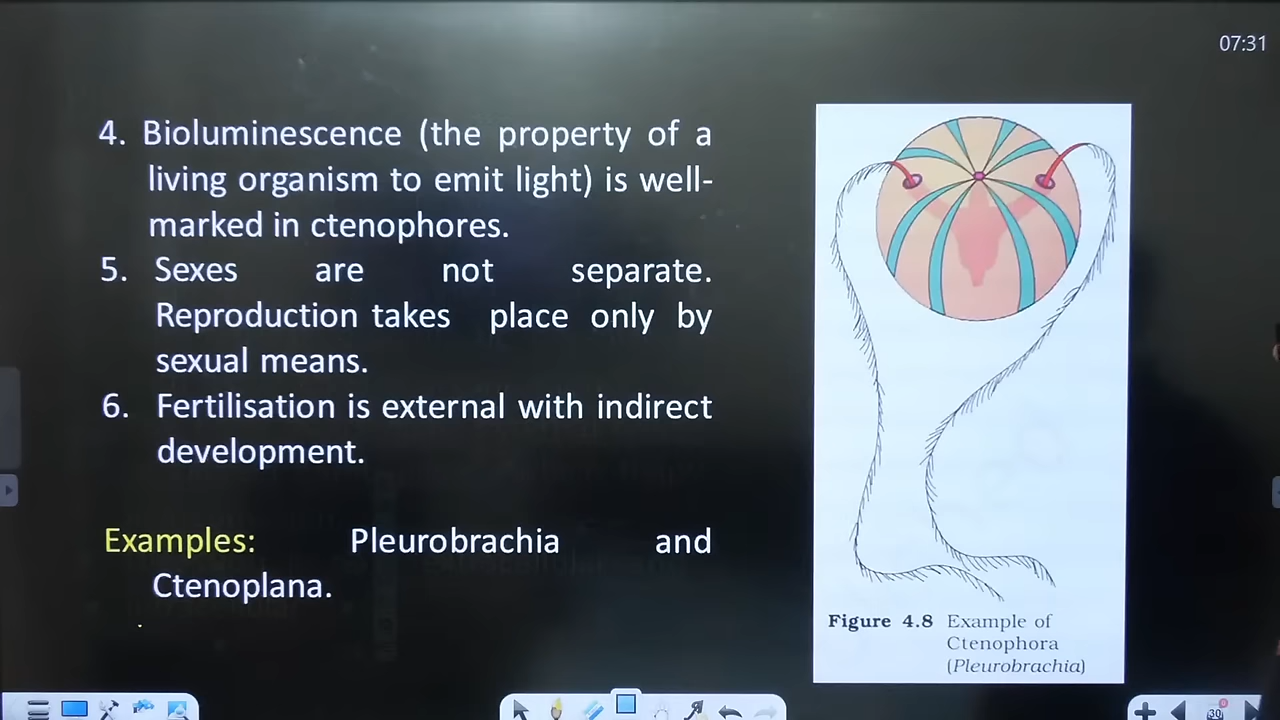 07:31
4. Bioluminescence (the property of a
living organism to emit light) is well-
marked in ctenophores.
5. Sexes are not separate.
Reproduction takes place only by
sexual means.
6. Fertilisation is external with indirect
development.
Examples: Pleurobrachia and
Ctenoplana.
Figure 4.8 Example of
Ctenophora
(Pleurobrachia)
30